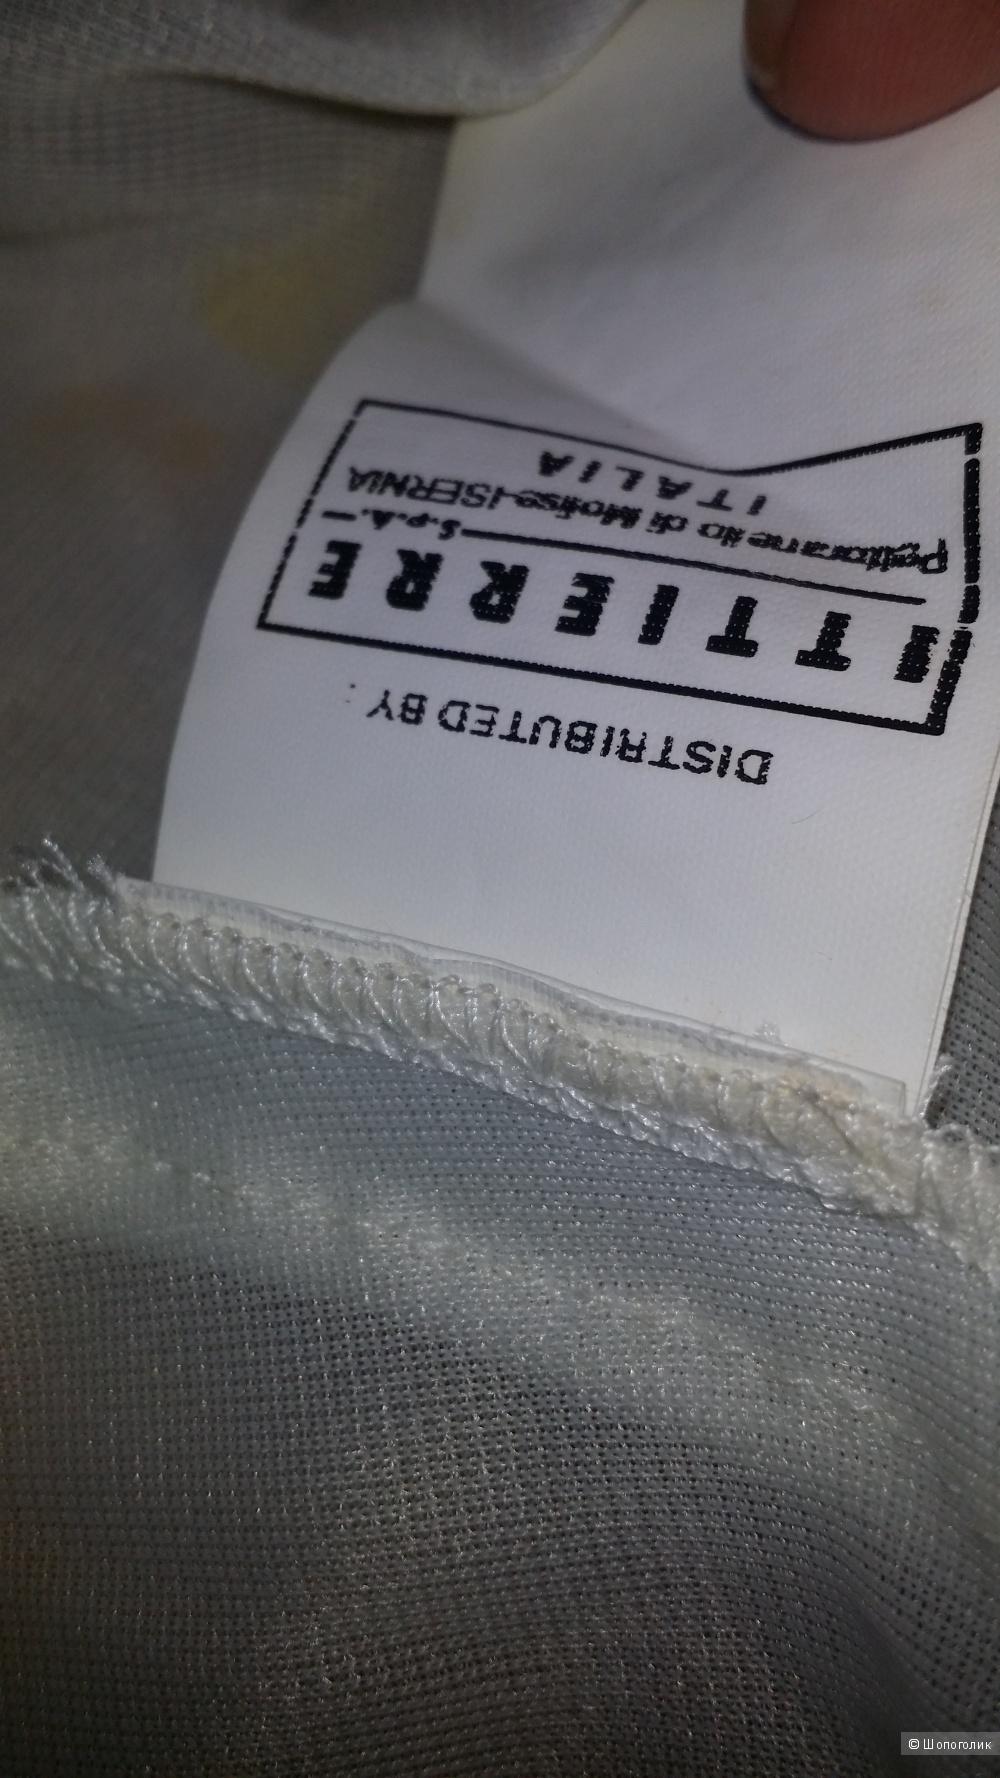 DISTRIBUTED BY :
ITTIERRE
S.p.A.
Pettoranello di Molise-ISERNIA
ITALIA
© Шопоголик